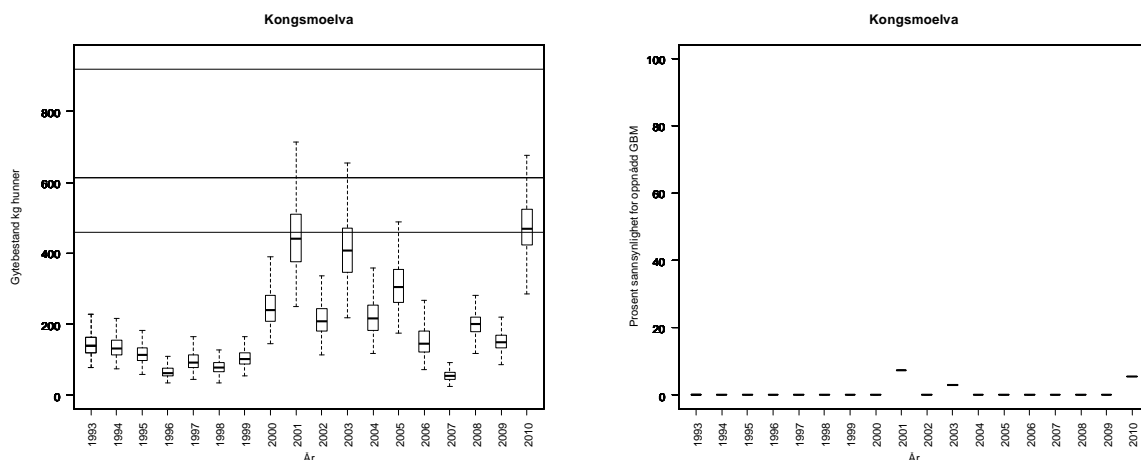 Kongsmoelva
Gytebestand kg hunner
800
600
400
200
0
1993 1994 1995 1996 1997 1998 1999 2000 2001 2002 2003 2004 2005 2006 2007 2008 2009 2010
År
Kongsmoelva
Prosent sannsynlighet for oppnådd GBM
100
80
60
40
20
0
1993 1994 1995 1996 1997 1998 1999 2000 2001 2002 2003 2004 2005 2006 2007 2008 2009 2010
År